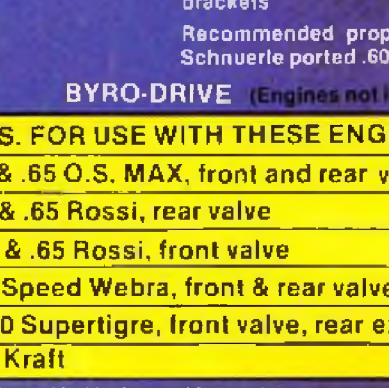 brackets
Recommended prop
Schnuerle ported .60
BYRO-DRIVE (Engines not i
S. FOR USE WITH THESE ENG
& .65 O.S. MAX, front and rear v
& .65 Rossi, rear valve
& .65 Rossi, front valve
Speed Webra, front & rear valve
0 Supertigre, front valve, rear e
Kraft